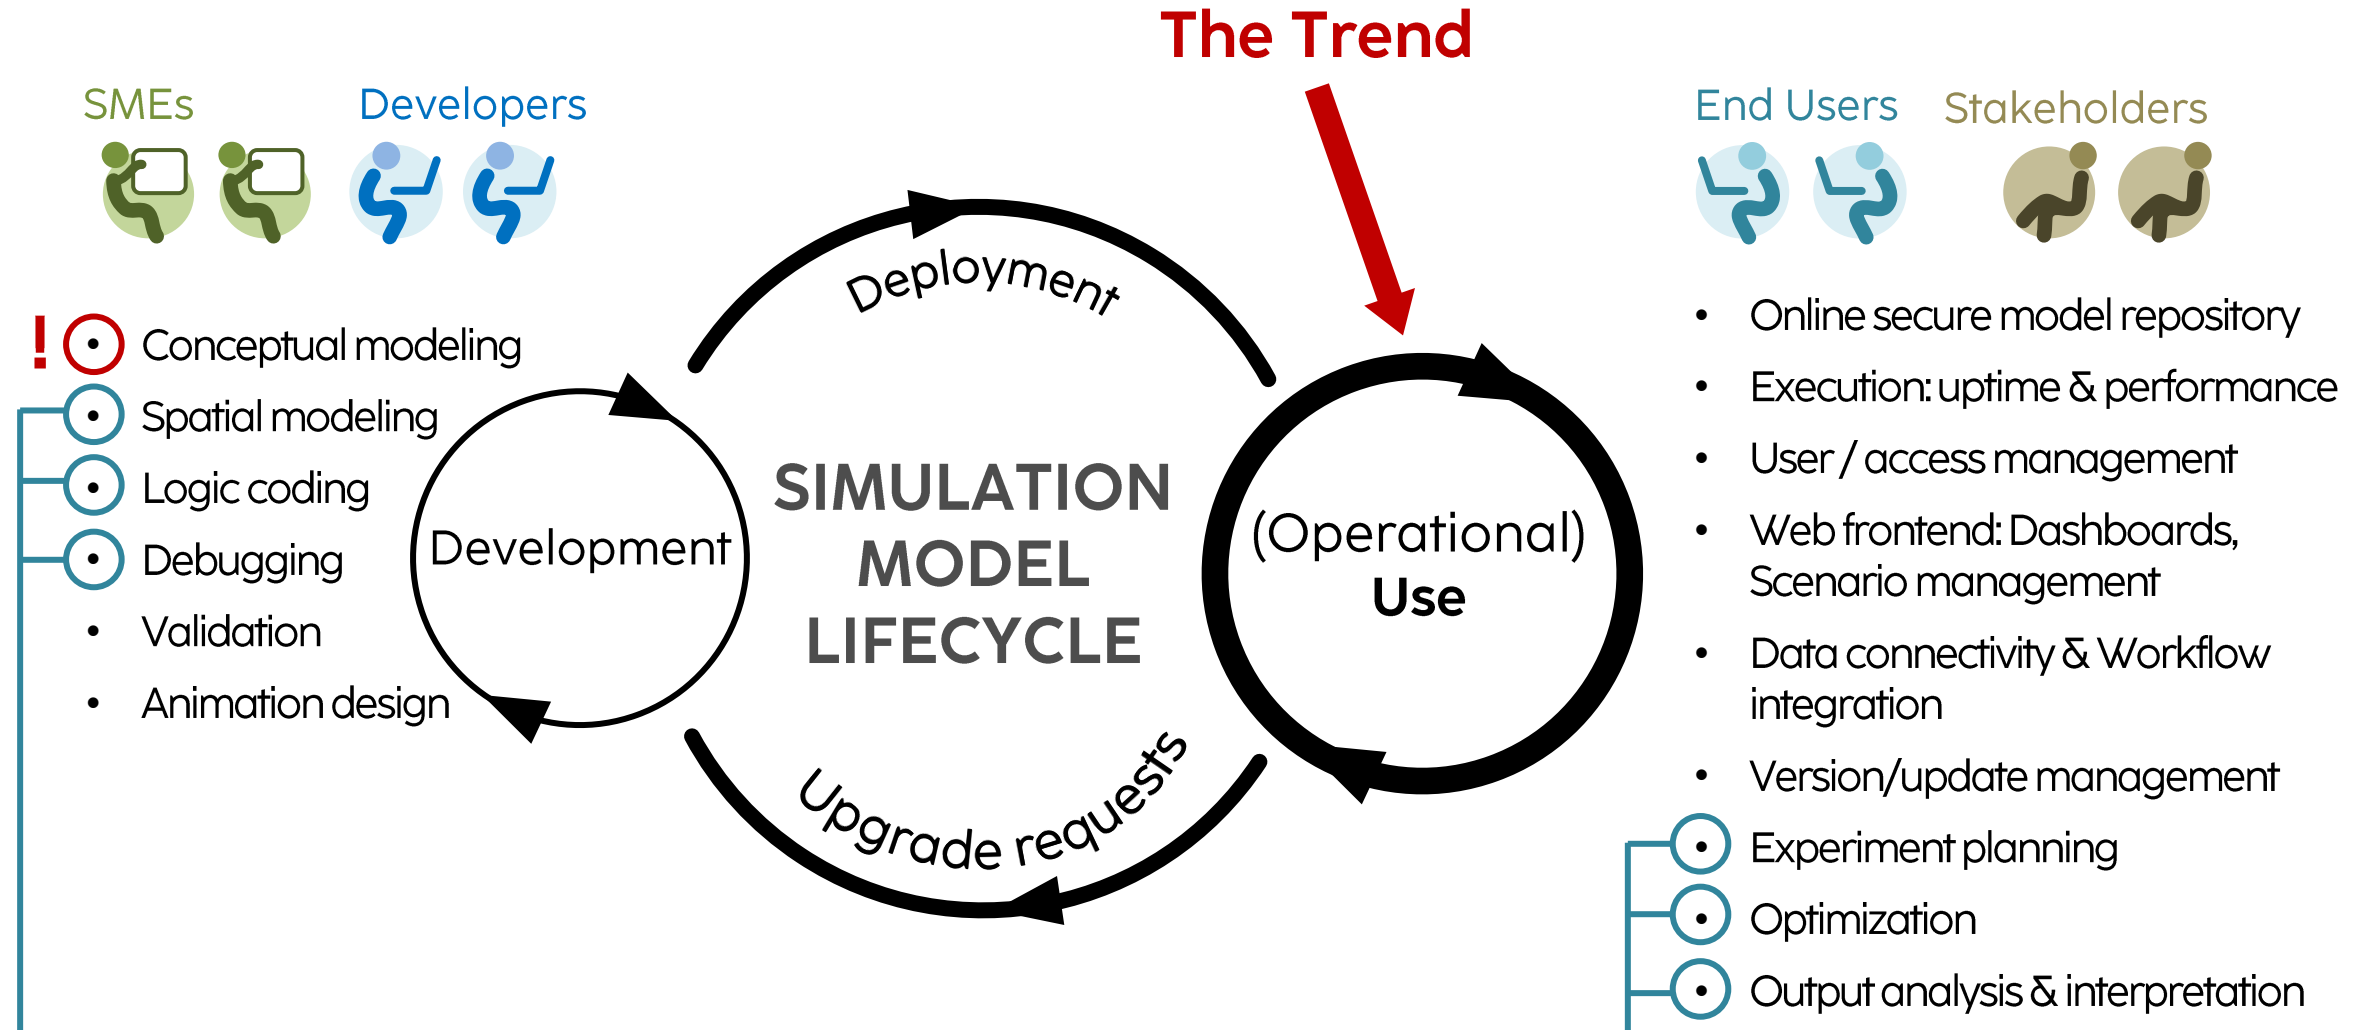 The Trend
SMEs
Developers
End Users
Stakeholders
! • Conceptual modeling
• Spatial modeling
• Logic coding
• Debugging
• Validation
• Animation design
Deployment
Development
SIMULATION
MODEL
LIFECYCLE
(Operational)
Use
Upgrade requests
• Online secure model repository
• Execution: uptime & performance
• User / access management
• Web frontend: Dashboards,
Scenario management
• Data connectivity & Workflow
integration
• Version/update management
• Experiment planning
• Optimization
• Output analysis & interpretation